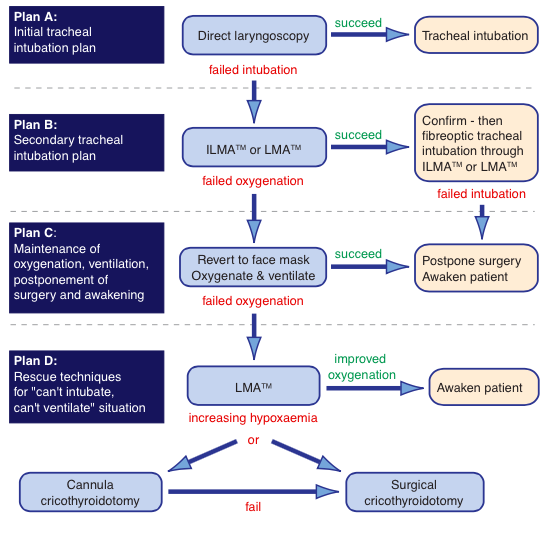 Plan A:
Initial tracheal
intubation plan
Direct laryngoscopy
succeed
Tracheal intubation
failed intubation
Plan B:
Secondary tracheal
intubation plan
ILMA™ or LMA™
succeed
Confirm - then
fibreoptic tracheal
intubation through
ILMA™ or LMA™
failed oxygenation
failed intubation
Plan C:
Maintenance of
oxygenation, ventilation,
postponement of
surgery and awakening
Revert to face mask
Oxygenate & ventilate
succeed
Postpone surgery
Awaken patient
failed oxygenation
Plan D:
Rescue techniques
for "can't intubate,
can't ventilate" situation
LMA™
improved
oxygenation
Awaken patient
increasing hypoxaemia
or
Cannula
cricothyroidotomy
fail
Surgical
cricothyroidotomy